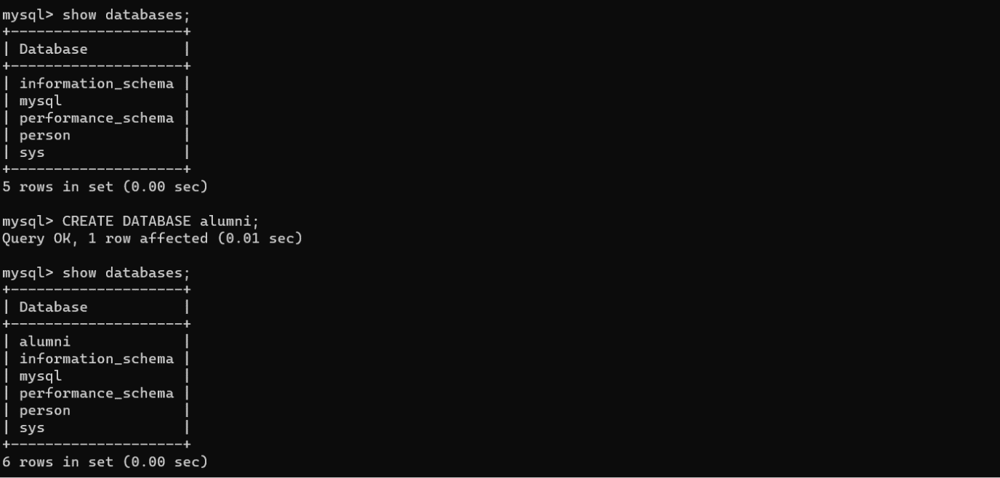 mysql> show databases;
+--------------------+
| Database           |
+--------------------+
| information_schema |
| mysql              |
| performance_schema |
| person             |
| sys                |
+--------------------+
5 rows in set (0.00 sec)

mysql> CREATE DATABASE alumni;
Query OK, 1 row affected (0.01 sec)

mysql> show databases;
+--------------------+
| Database           |
+--------------------+
| alumni             |
| information_schema |
| mysql              |
| performance_schema |
| person             |
| sys                |
+--------------------+
6 rows in set (0.00 sec)